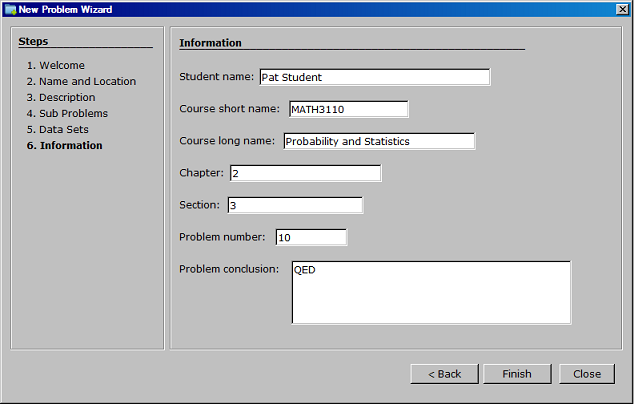 New Problem Wizard
Steps
1. Welcome
2. Name and Location
3. Description
4. Sub Problems
5. Data Sets
6. Information
Information
Student name: Pat Student
Course short name: MATH3110
Course long name: Probability and Statistics
Chapter: 2
Section: 3
Problem number: 10
Problem conclusion: QED
< Back Finish Close